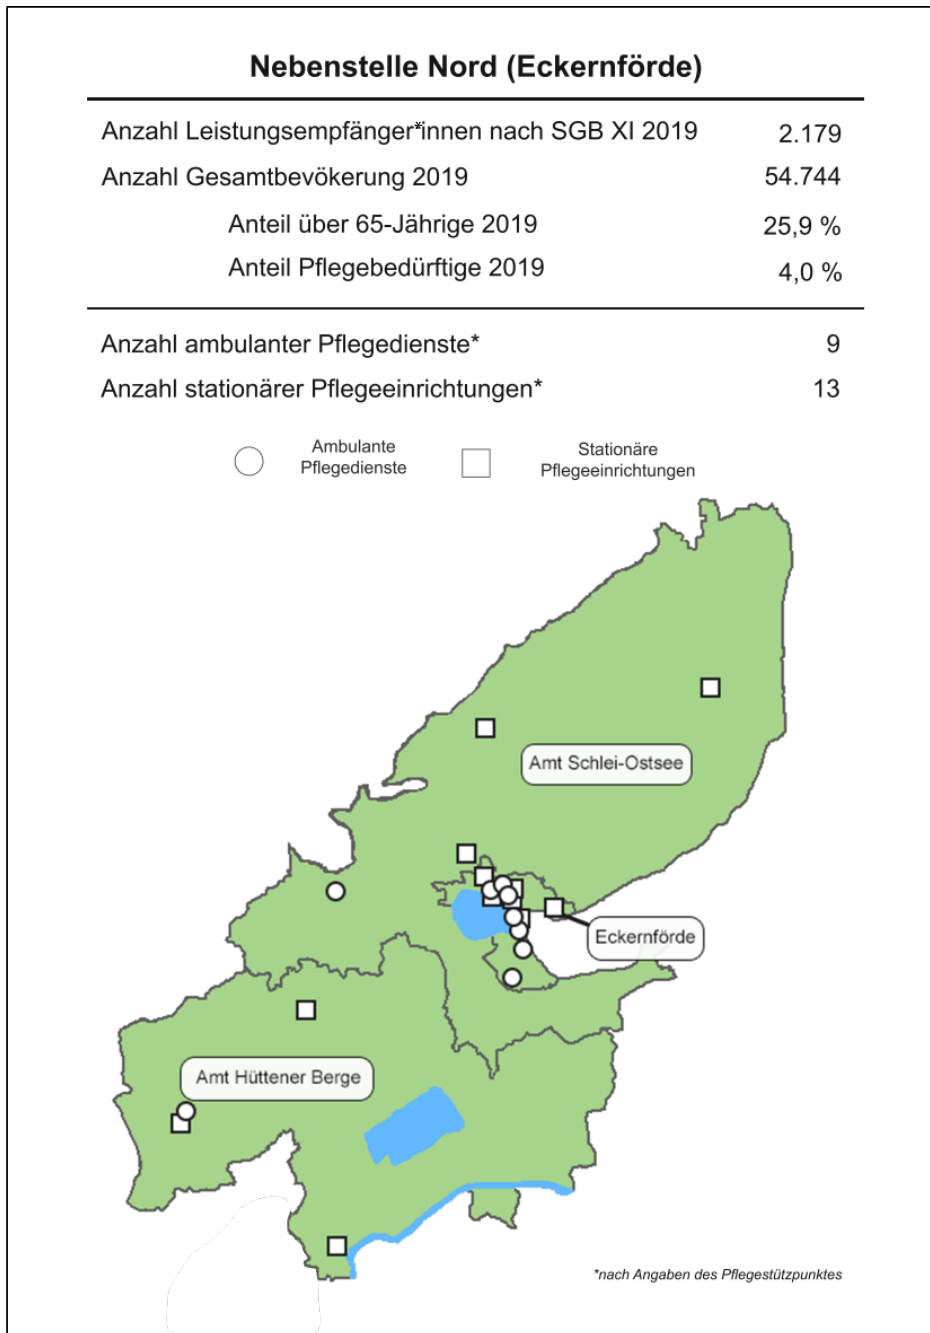 Nebenstelle Nord (Eckernförde)
Anzahl Leistungsempfänger*innen nach SGB XI 2019 2.179
Anzahl Gesamtbevökerung 2019 54.744
Anteil über 65-Jährige 2019 25,9 %
Anteil Pflegebedürftige 2019 4,0 %
Anzahl ambulanter Pflegedienste* 9
Anzahl stationärer Pflegeeinrichtungen* 13
Ambulante
Pflegedienste
Stationäre
Pflegeeinrichtungen
Amt Schlei-Ostsee
Eckernförde
Amt Hüttener Berge
*nach Angaben des Pflegestützpunktes